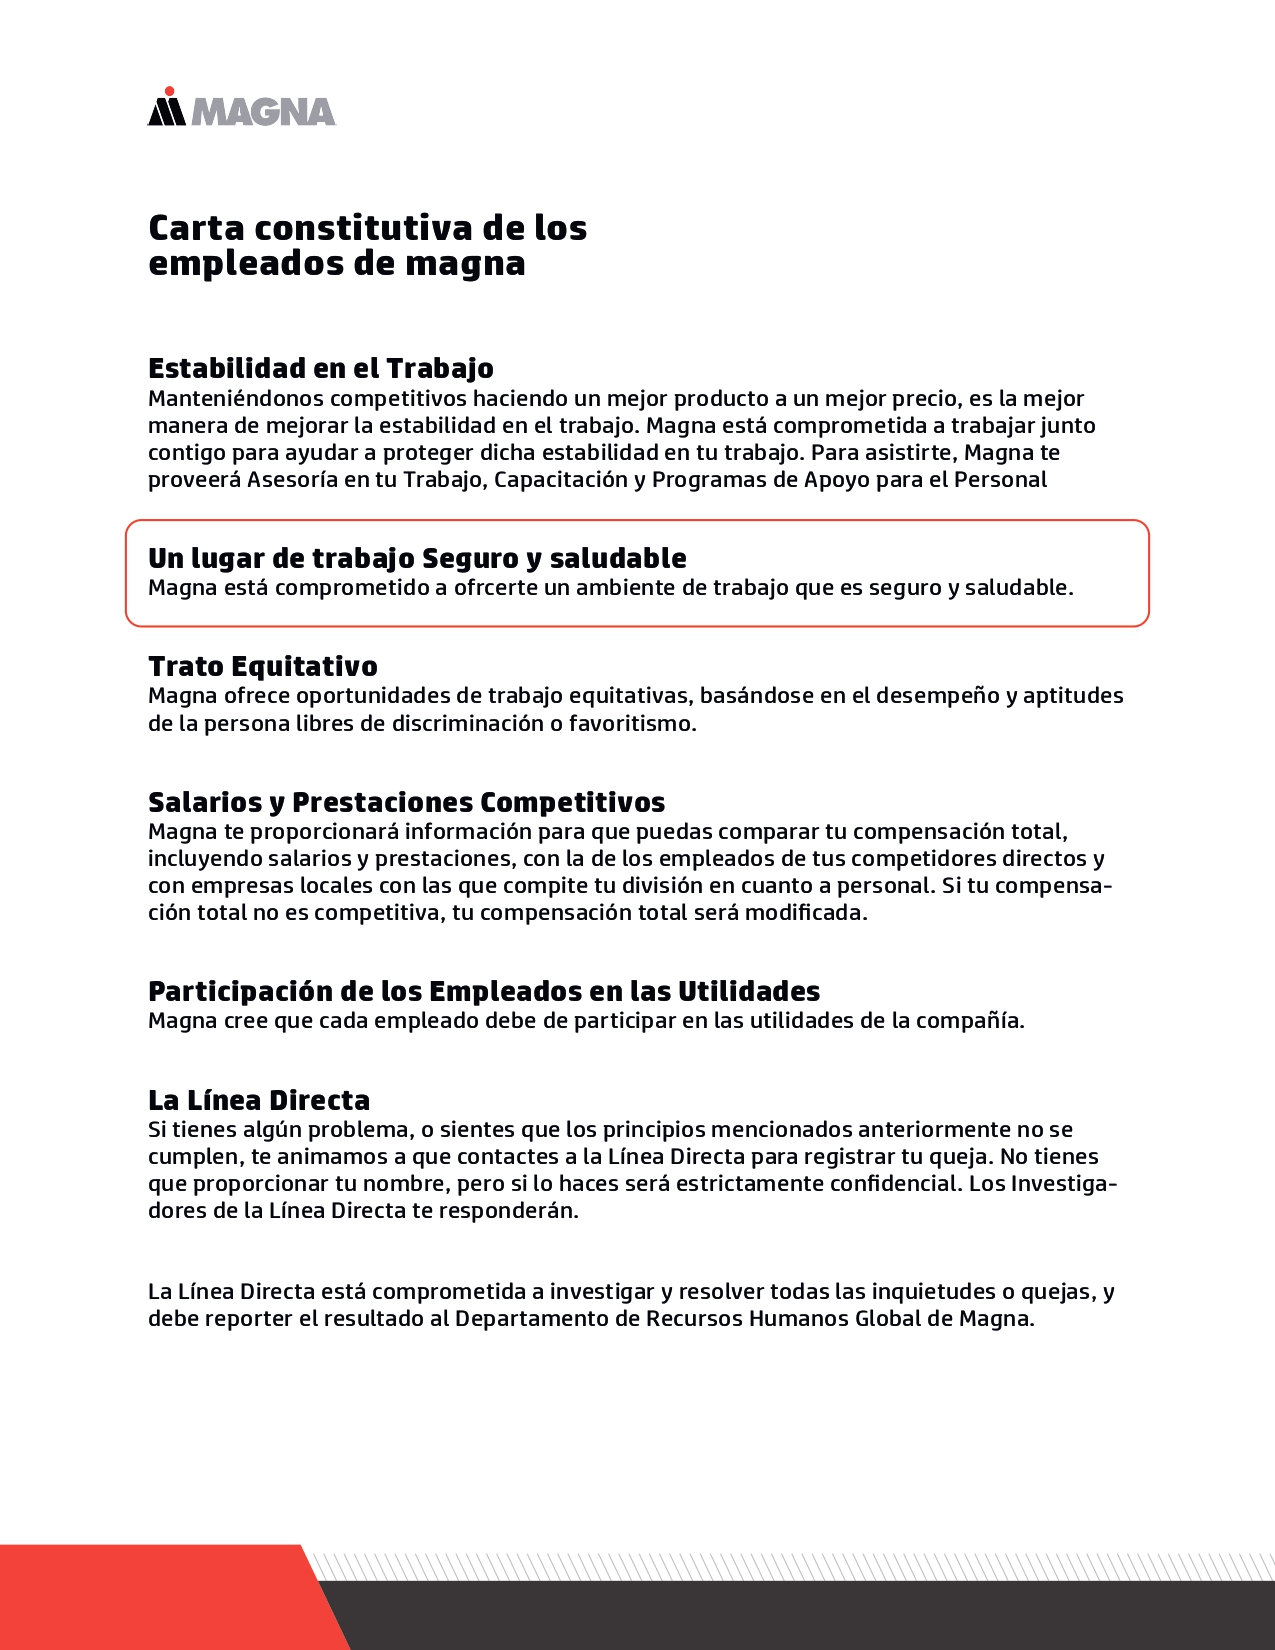 MAGNA
Carta constitutiva de los
empleados de magna
Estabilidad en el Trabajo
Manteniéndonos competitivos haciendo un mejor producto a un mejor precio, es la mejor
manera de mejorar la estabilidad en el trabajo. Magna está comprometida a trabajar junto
contigo para ayudar a proteger dicha estabilidad en tu trabajo. Para asistirte, Magna te
proveerá Asesoría en tu Trabajo, Capacitación y Programas de Apoyo para el Personal
Un lugar de trabajo Seguro y saludable
Magna está comprometido a ofrcerte un ambiente de trabajo que es seguro y saludable.
Trato Equitativo
Magna ofrece oportunidades de trabajo equitativas, basándose en el desempeño y aptitudes
de la persona libres de discriminación o favoritismo.
Salarios y Prestaciones Competitivos
Magna te proporcionará información para que puedas comparar tu compensación total,
incluyendo salarios y prestaciones, con la de los empleados de tus competidores directos y
con empresas locales con las que compite tu división en cuanto a personal. Si tu compensa-
ción total no es competitiva, tu compensación total será modificada.
Participación de los Empleados en las Utilidades
Magna cree que cada empleado debe de participar en las utilidades de la compañía.
La Línea Directa
Si tienes algún problema, o sientes que los principios mencionados anteriormente no se
cumplen, te animamos a que contactes a la Línea Directa para registrar tu queja. No tienes
que proporcionar tu nombre, pero si lo haces será estrictamente confidencial. Los Investiga-
dores de la Línea Directa te responderán.
La Línea Directa está comprometida a investigar y resolver todas las inquietudes o quejas, y
debe reporter el resultado al Departamento de Recursos Humanos Global de Magna.